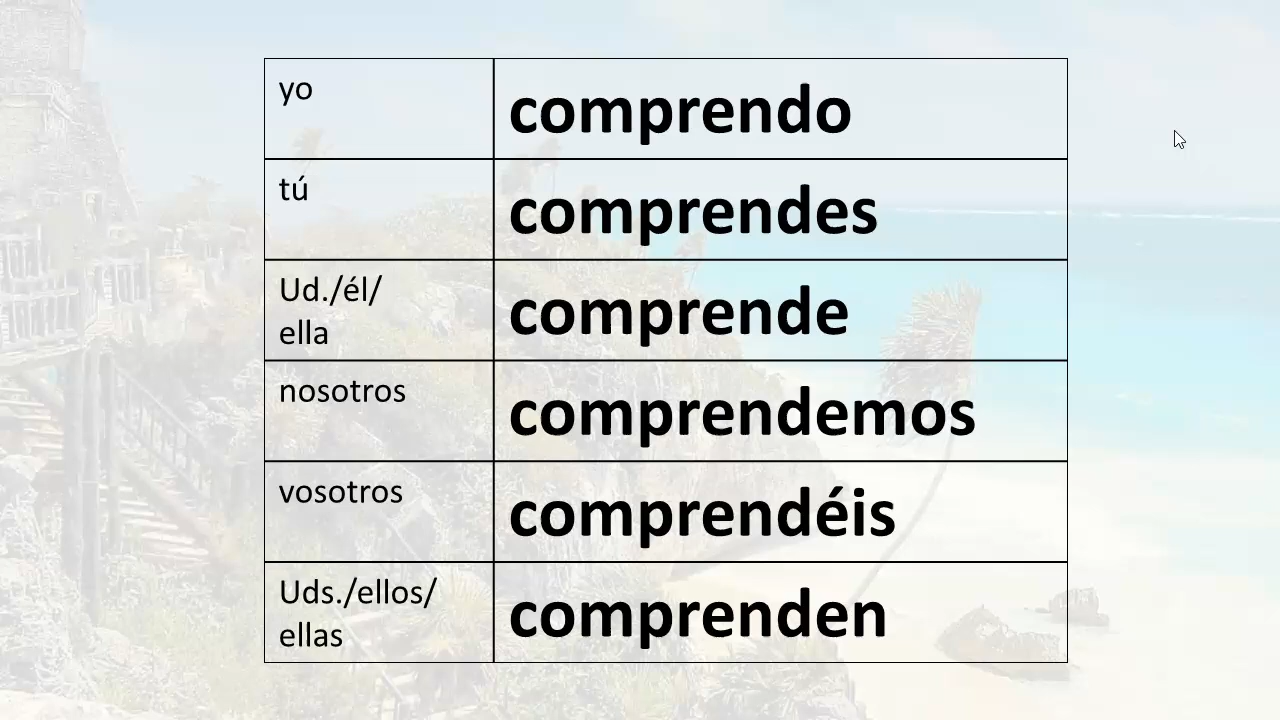 yo
comprendo
tú
comprendes
Ud./él/
ella
comprende
nosotros
comprendemos
vosotros
comprendéis
Uds./ellos/
ellas
comprenden